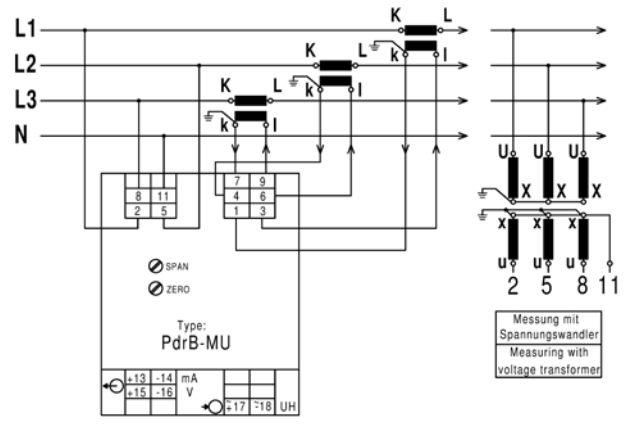 K L
L1
K L k l
L2
K L k l
L3
k l
N
U U U
X X X
7 9
8 11 4 6
2 5 1 3
x x x
u u u
2 5 8 11
SPAN
ZERO
Messung mit
Spannungswandler
Measuring with
voltage transformer
Type:
PdrB-MU
+13 -14 mA
+15 -16 V
≂+17 ≂-18 UH